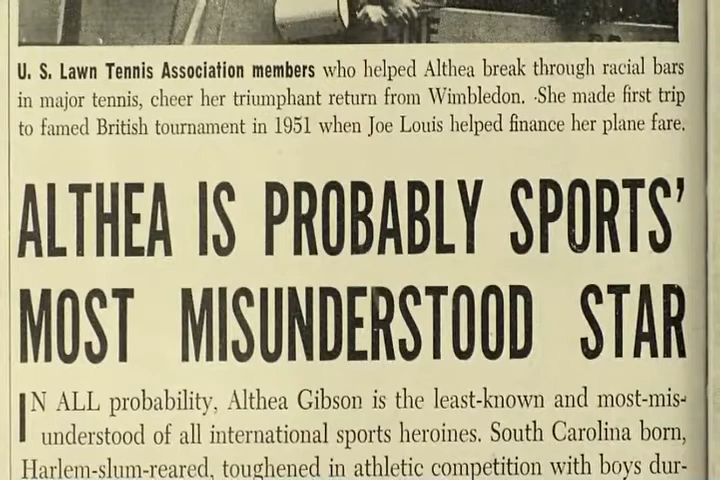 U. S. Lawn Tennis Association members who helped Althea break through racial bars
in major tennis, cheer her triumphant return from Wimbledon. She made first trip
to famed British tournament in 1951 when Joe Louis helped finance her plane fare.
ALTHEA IS PROBABLY SPORTS’
MOST MISUNDERSTOOD STAR
IN ALL probability, Althea Gibson is the least-known and most-mis-
understood of all international sports heroines. South Carolina born,
Harlem-slum-reared, toughened in athletic competition with boys dur-